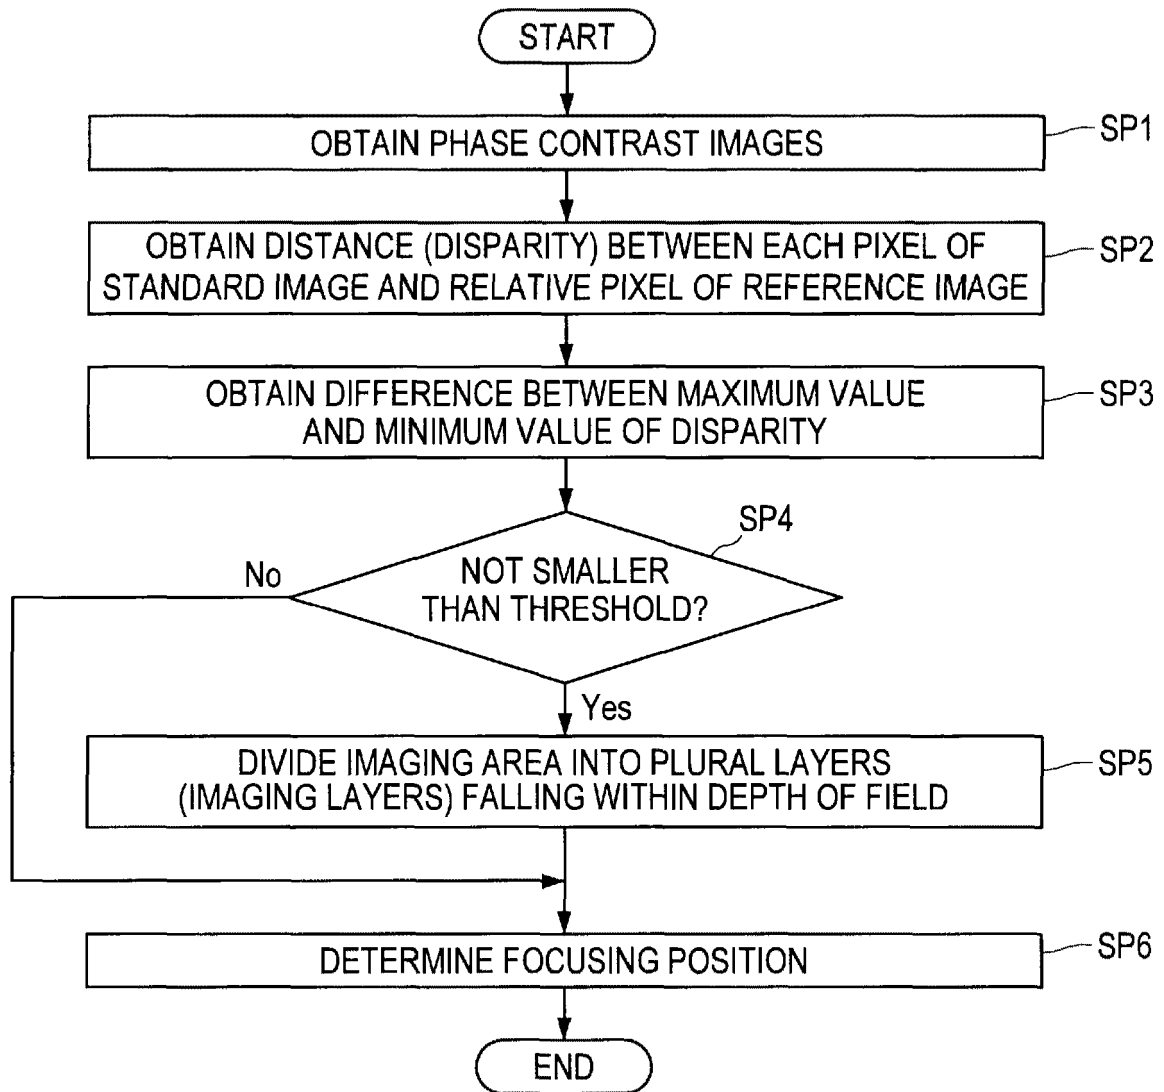 START
OBTAIN PHASE CONTRAST IMAGES
SP1
OBTAIN DISTANCE (DISPARITY) BETWEEN EACH PIXEL OF
STANDARD IMAGE AND RELATIVE PIXEL OF REFERENCE IMAGE
SP2
OBTAIN DIFFERENCE BETWEEN MAXIMUM VALUE
AND MINIMUM VALUE OF DISPARITY
SP3
SP4
NOT SMALLER
THAN THRESHOLD?
No
Yes
DIVIDE IMAGING AREA INTO PLURAL LAYERS
(IMAGING LAYERS) FALLING WITHIN DEPTH OF FIELD
SP5
DETERMINE FOCUSING POSITION
SP6
END